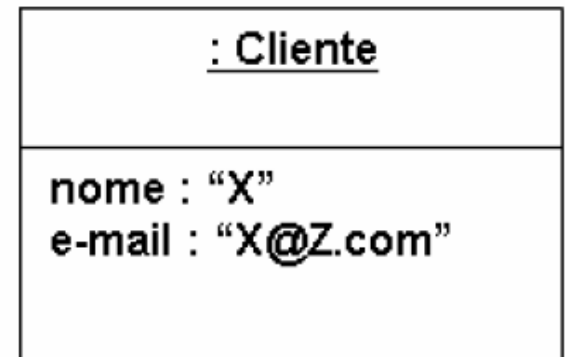 : Cliente
nome : “X”
e-mail : “X@Z.com”